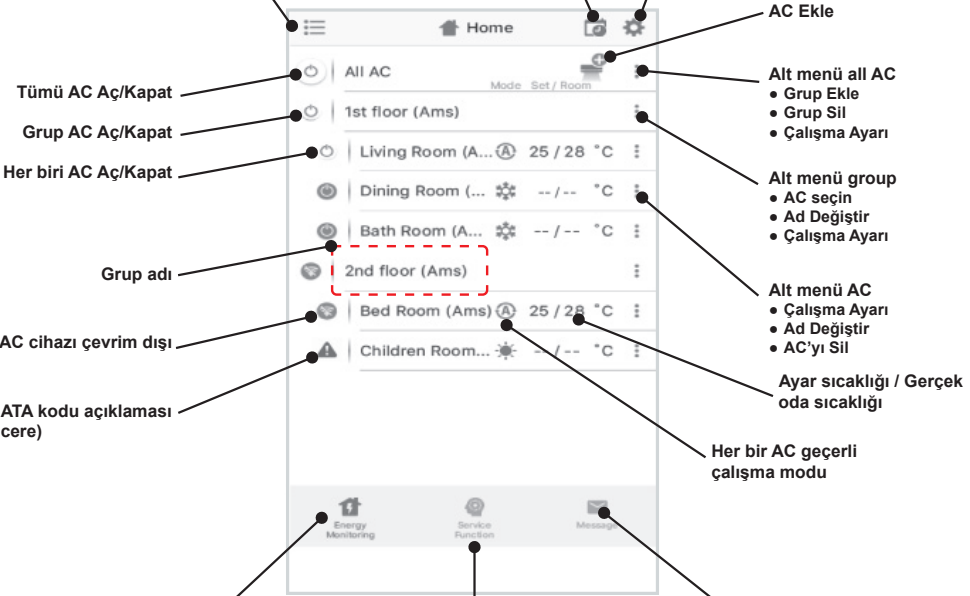 Home
AC Ekle
All AC
Mode Set / Room
Tümü AC Aç/Kapat
Alt menü all AC
● Grup Ekle
● Grup Sil
● Çalışma Ayarı
1st floor (Ams)
Grup AC Aç/Kapat
Living Room (A... A 25 / 28 °C
Her biri AC Aç/Kapat
Alt menü group
● AC seçin
● Ad Değiştir
● Çalışma Ayarı
Dining Room (... -- / -- °C
Bath Room (A... -- / -- °C
Grup adı
2nd floor (Ams)
Alt menü AC
● Çalışma Ayarı
● Ad Değiştir
● AC'yı Sil
Bed Room (Ams) A 25 / 28 °C
AC cihazı çevrim dışı
Children Room... -- / -- °C
Ayar sıcaklığı / Gerçek
oda sıcaklığı
ATA kodu açıklaması
cere)
Her bir AC geçerli
çalışma modu
Energy
Monitoring
Service
Function
Message